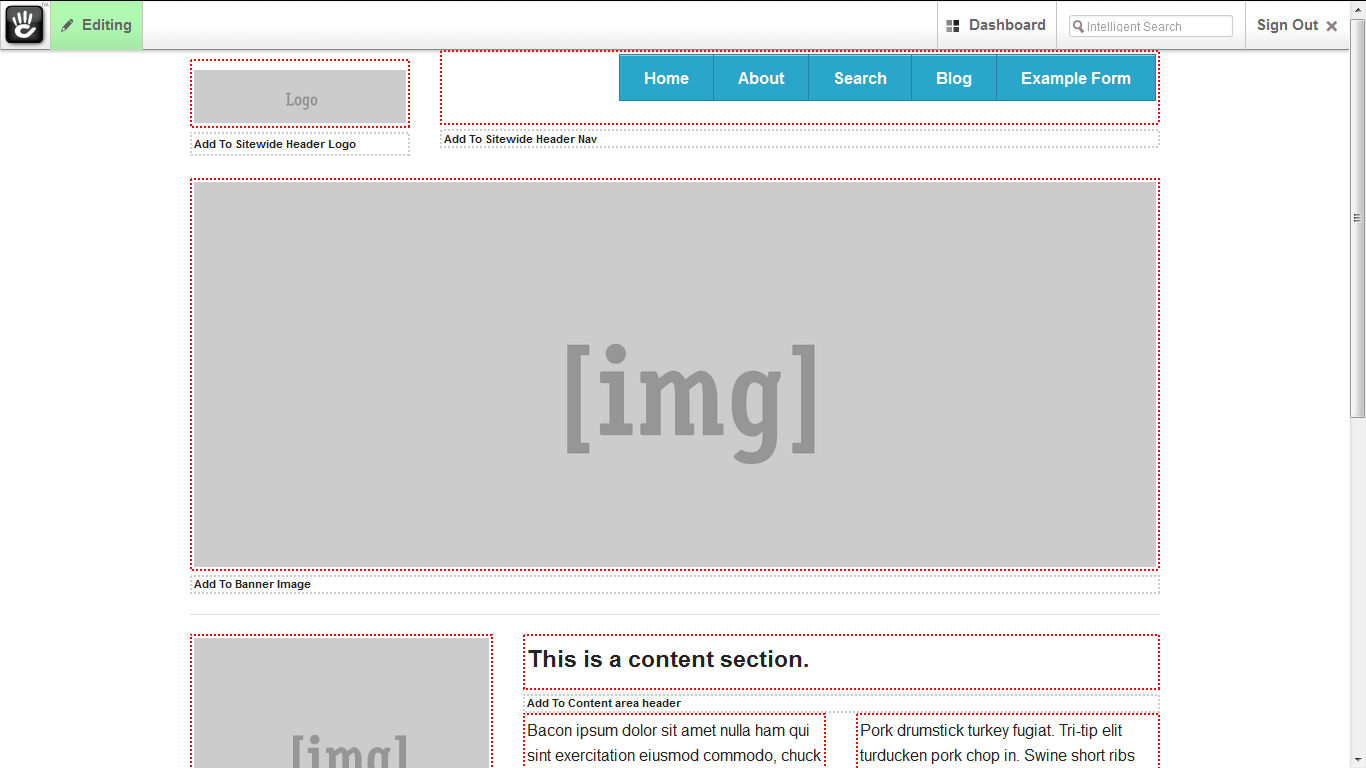 Editing
Dashboard
Intelligent Search
Sign Out
Logo
Home About Search Blog Example Form
Add To Sitewide Header Logo
Add To Sitewide Header Nav
[img]
Add To Banner Image
[img]
This is a content section.
Add To Content area header
Bacon ipsum dolor sit amet nulla ham qui
sint exercitation eiusmod commodo, chuck
Pork drumstick turkey fugiat. Tri-tip elit
turducken pork chop in. Swine short ribs